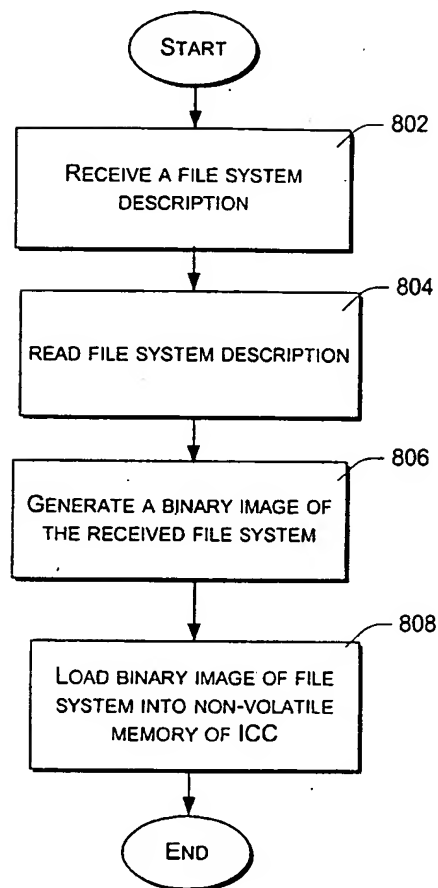 START
802
RECEIVE A FILE SYSTEM
DESCRIPTION
804
READ FILE SYSTEM DESCRIPTION
806
GENERATE A BINARY IMAGE OF
THE RECEIVED FILE SYSTEM
808
LOAD BINARY IMAGE OF FILE
SYSTEM INTO NON-VOLATILE
MEMORY OF ICC
END